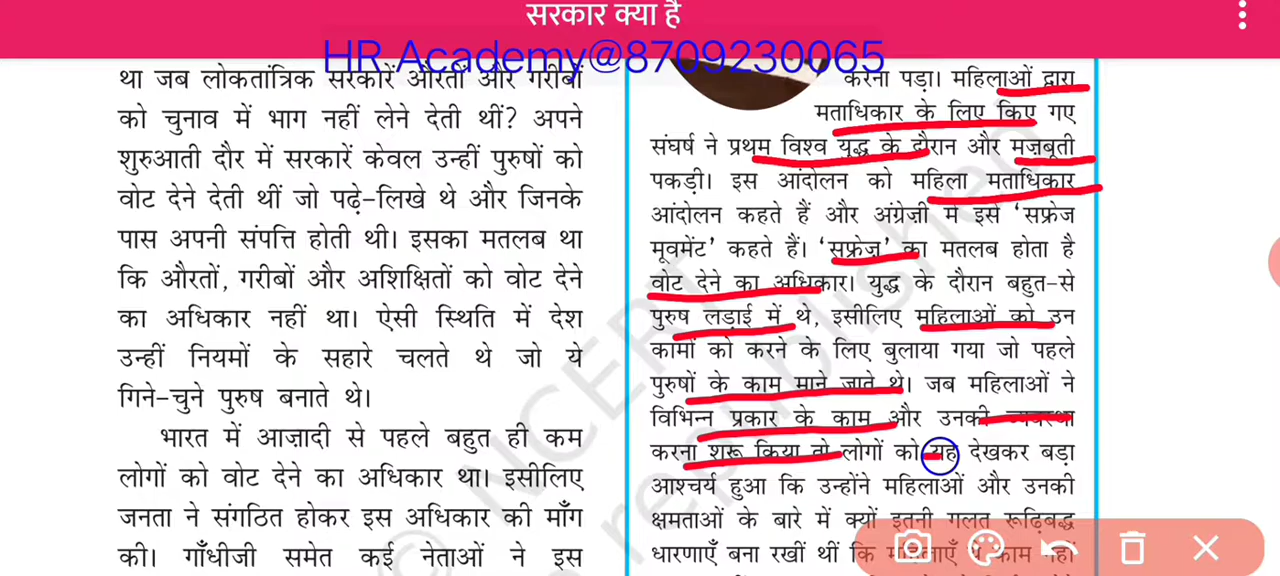 सरकार क्या है
HR Academy@8709230065
था जब लोकतांत्रिक सरकारें औरतों और गरीबों
को चुनाव में भाग नहीं लेने देती थीं? अपने
शुरुआती दौर में सरकारें केवल उन्हीं पुरुषों को
वोट देने देती थीं जो पढ़े-लिखे थे और जिनके
पास अपनी संपत्ति होती थी। इसका मतलब था
कि औरतों, गरीबों और अशिक्षितों को वोट देने
का अधिकार नहीं था। ऐसी स्थिति में देश
उन्हीं नियमों के सहारे चलते थे जो ये
गिने-चुने पुरुष बनाते थे।
भारत में आज़ादी से पहले बहुत ही कम
लोगों को वोट देने का अधिकार था। इसीलिए
जनता ने संगठित होकर इस अधिकार की माँग
की। गाँधीजी समेत कई नेताओं ने इस
करना पड़ा। महिलाओं द्वारा
मताधिकार के लिए किए गए
संघर्ष ने प्रथम विश्व युद्ध के दौरान और मज़बूती
पकड़ी। इस आंदोलन को महिला मताधिकार
आंदोलन कहते हैं और अंग्रेज़ी में इसे ‘सफ्रेज
मूवमेंट’ कहते हैं। ‘सफ्रेज’ का मतलब होता है
वोट देने का अधिकार। युद्ध के दौरान बहुत-से
पुरुष लड़ाई में थे, इसीलिए महिलाओं को उन
कामों को करने के लिए बुलाया गया जो पहले
पुरुषों के काम माने जाते थे। जब महिलाओं ने
विभिन्न प्रकार के काम और उनकी व्यवस्था
करना शुरू किया तो लोगों को यह देखकर बड़ा
आश्चर्य हुआ कि उन्होंने महिलाओं और उनकी
क्षमताओं के बारे में क्यों इतनी गलत रूढ़िबद्ध
धारणाएँ बना रखीं थीं कि महिलाएँ ये काम नहीं
© NCERT
republished